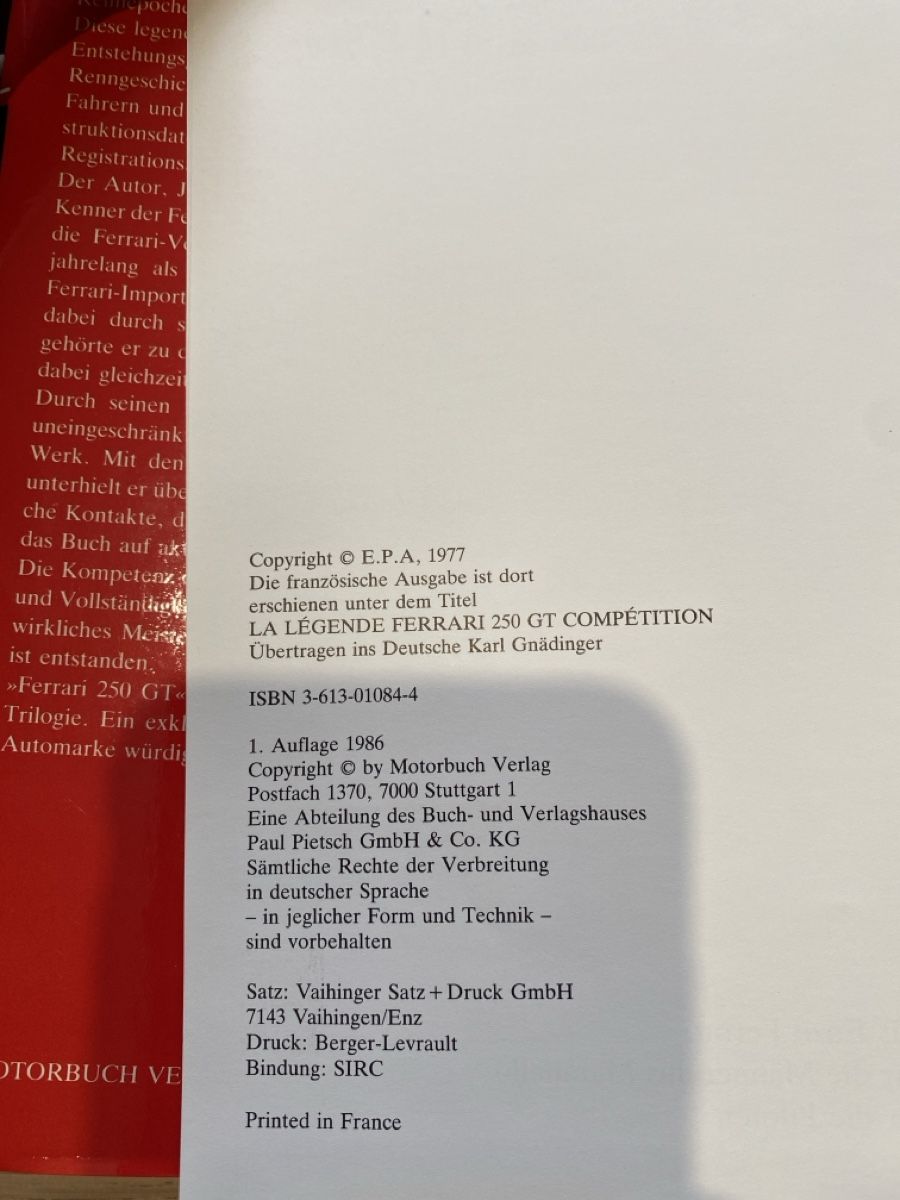 Diese
Entstehungs
Renngeschic
Fahrern und
struktionsdat
Registrations
Der Autor, J
Kenner der Fe
die Ferrari-V
jahrelang als
Ferrari-Import
dabei durch s
gehörte er zu
dabei gleichzeit
Durch seinen
uneingeschränk
Werk. Mit den
unterhielt er übe
che Kontakte, d
das Buch auf
Die Kompetenz
und
wirkliches
ist entstanden.
»Ferrari 250 GT«
Trilogie. Ein exkl
Automarke würdig
OTORBUCH VE
Copyright © E.P.A, 1977
Die französische Ausgabe ist dort
erschienen unter dem Titel
LA LÉGENDE FERRARI 250 GT COMPÉTITION
Übertragen ins Deutsche Karl Gnädinger
ISBN 3-613-01084-4
1. Auflage 1986
Copyright © by Motorbuch Verlag
Postfach 1370, 7000 Stuttgart 1
Eine Abteilung des Buch- und Verlagshauses
Paul Pietsch GmbH & Co. KG
Sämtliche Rechte der Verbreitung
in deutscher Sprache
– in jeglicher Form und Technik –
sind vorbehalten
Satz: Vaihinger Satz + Druck GmbH
7143 Vaihingen/Enz
Druck: Berger-Levrault
Bindung: SIRC
Printed in France